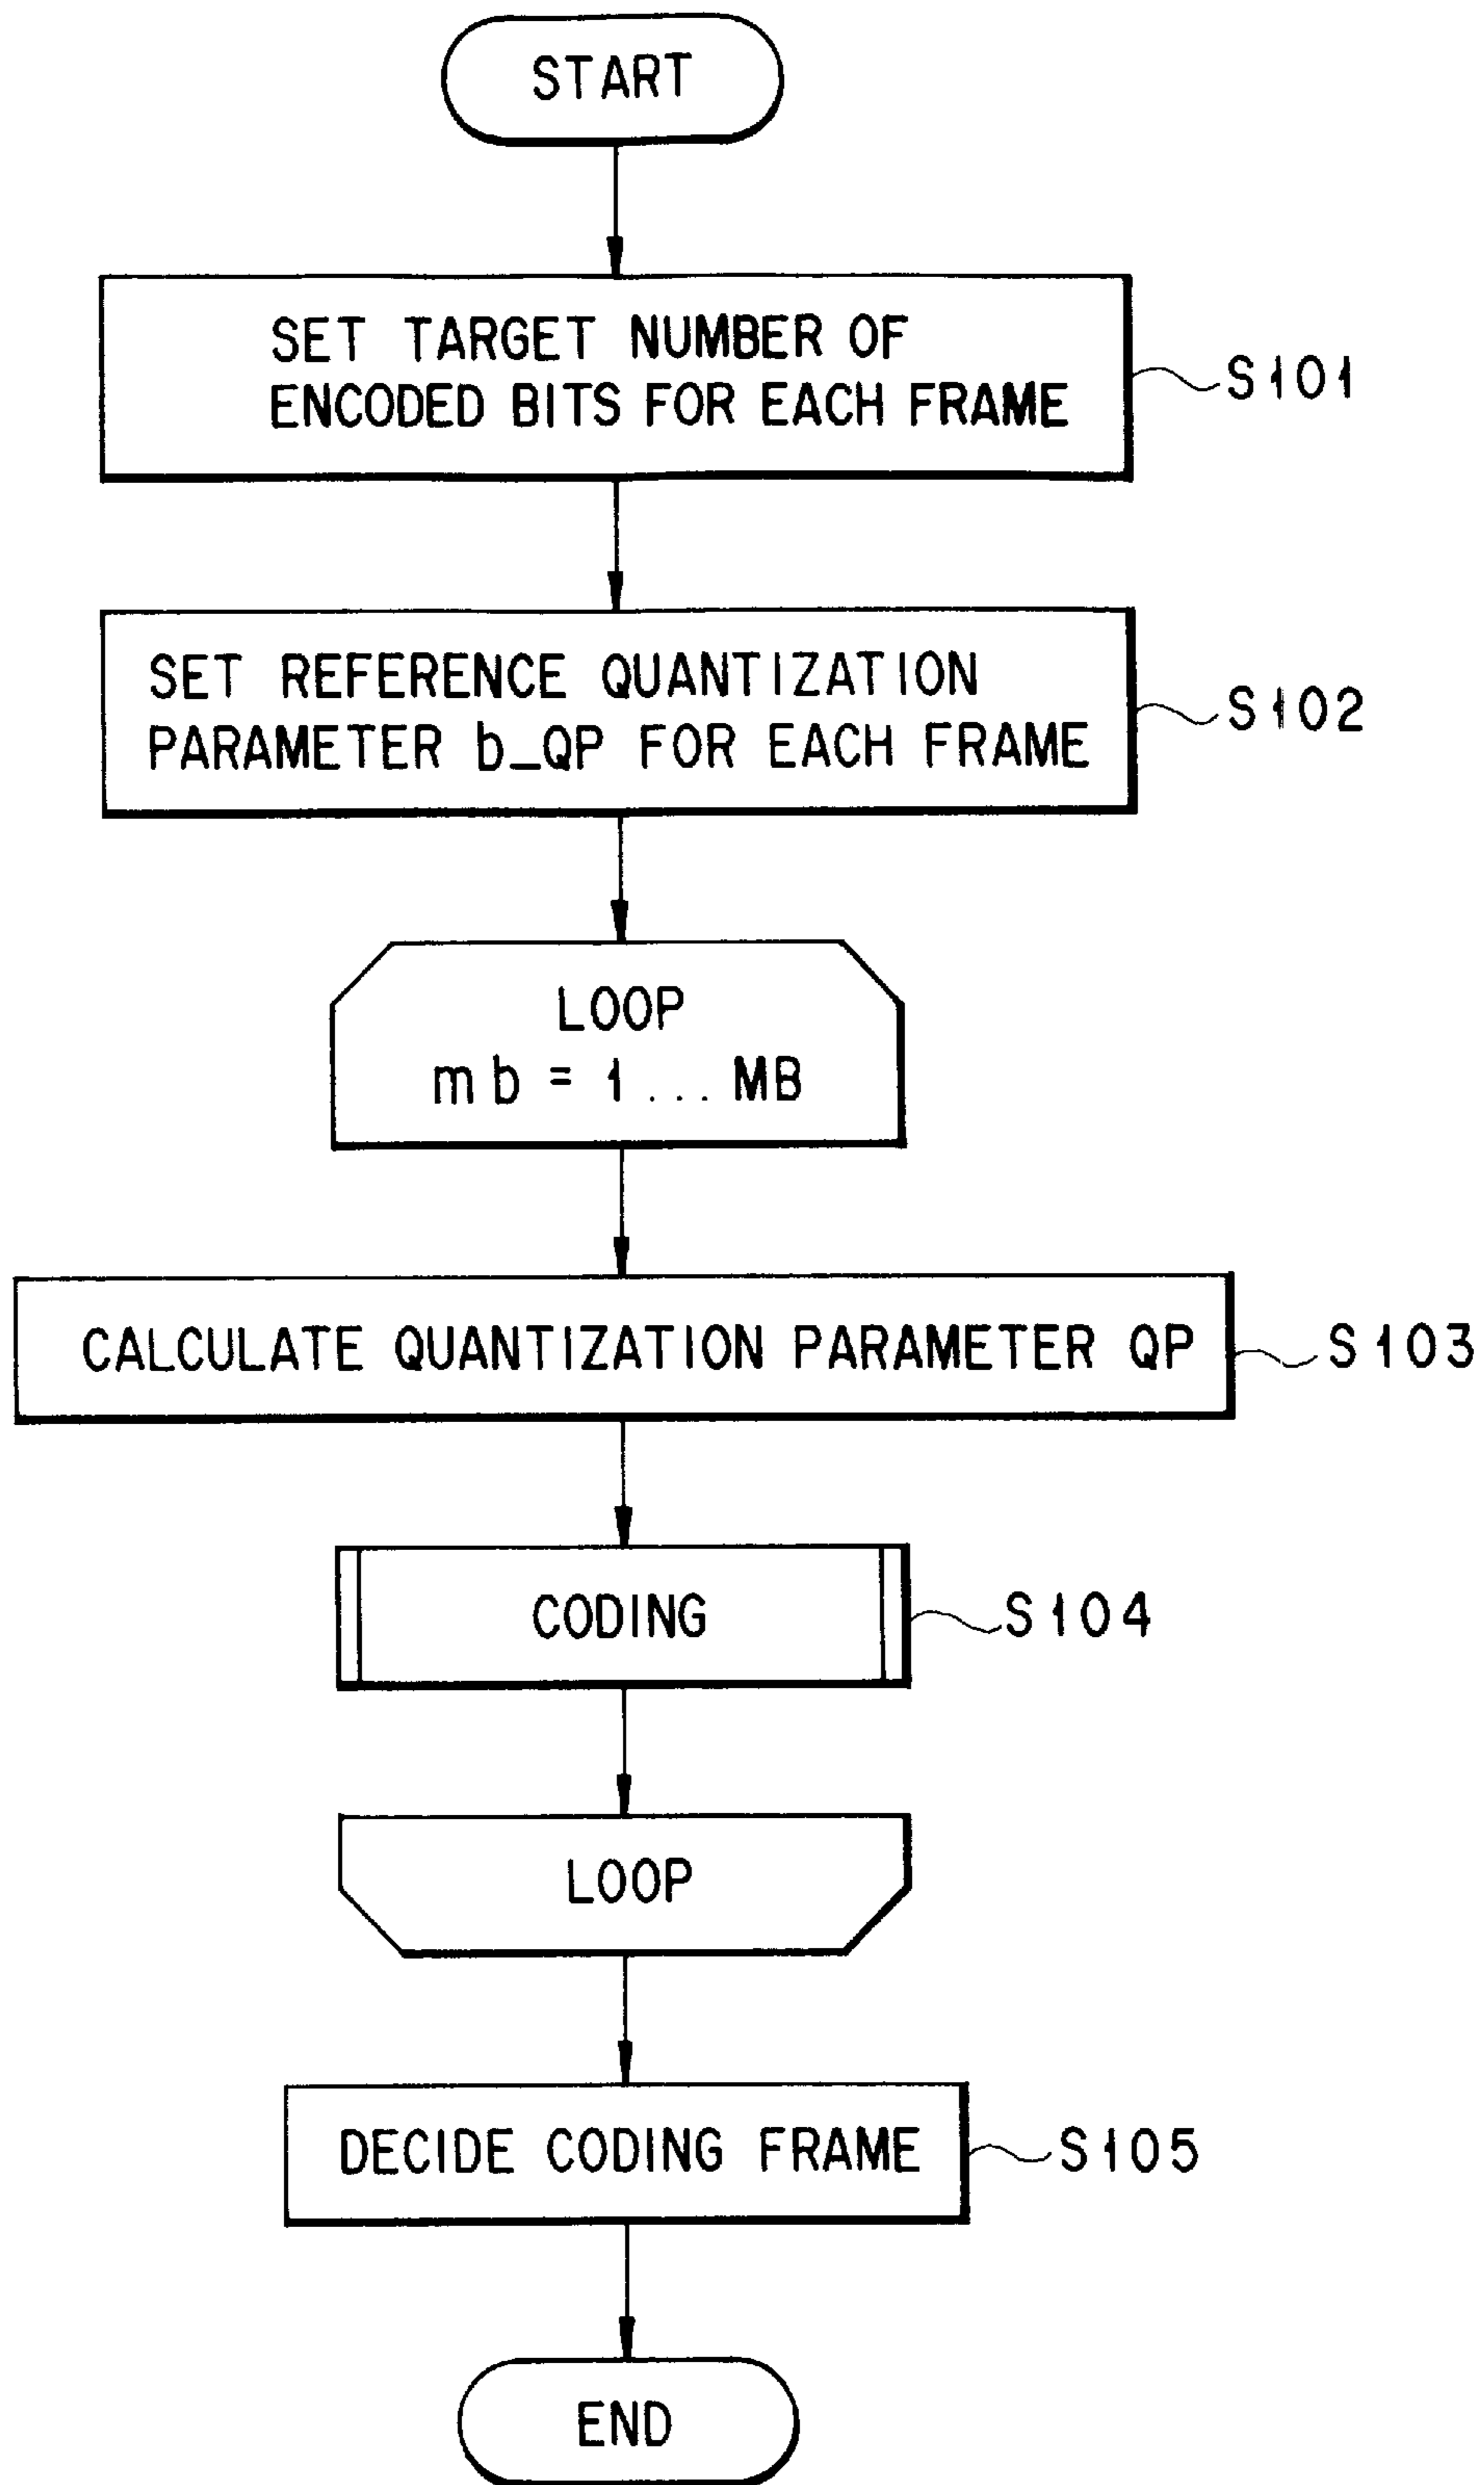 START
SET TARGET NUMBER OF
ENCODED BITS FOR EACH FRAME
S101
SET REFERENCE QUANTIZATION
PARAMETER b_QP FOR EACH FRAME
S102
LOOP
mb = 1 ... MB
CALCULATE QUANTIZATION PARAMETER QP
S103
CODING
S104
LOOP
DECIDE CODING FRAME
S105
END